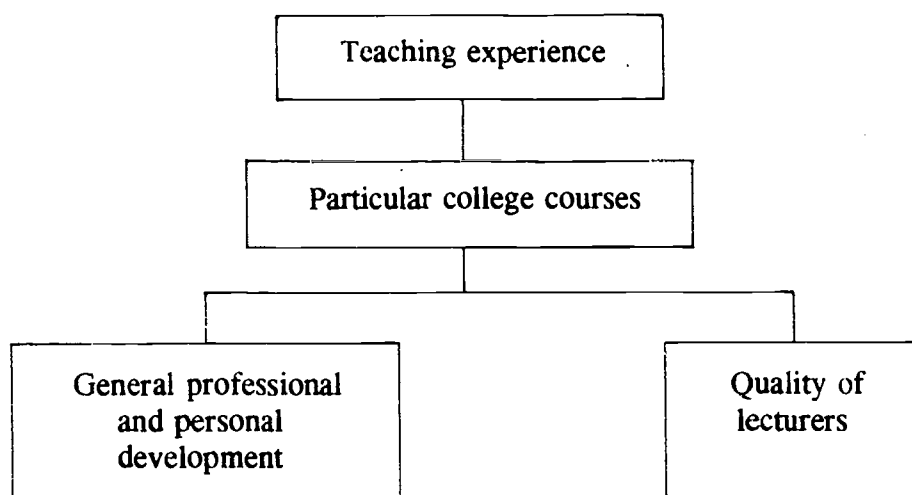 Teaching experience
Particular college courses
General professional
and personal
development
Quality of
lecturers